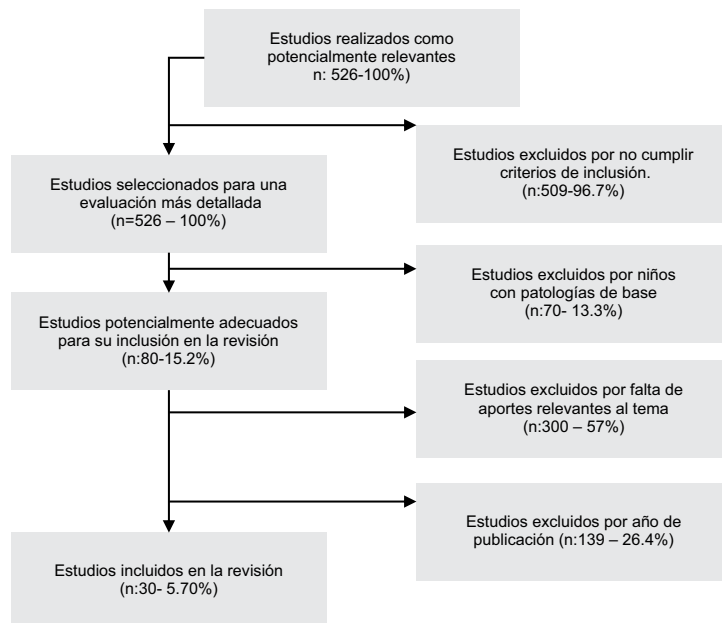 Estudios realizados como
potencialmente relevantes
n: 526-100%)
Estudios excluidos por no cumplir
criterios de inclusión.
(n:509-96.7%)
Estudios seleccionados para una
evaluación más detallada
(n=526 – 100%)
Estudios excluidos por niños
con patologías de base
(n:70- 13.3%)
Estudios potencialmente adecuados
para su inclusión en la revisión
(n:80-15.2%)
Estudios excluidos por falta de
aportes relevantes al tema
(n:300 – 57%)
Estudios excluidos por año de
publicación (n:139 – 26.4%)
Estudios incluidos en la revisión
(n:30- 5.70%)